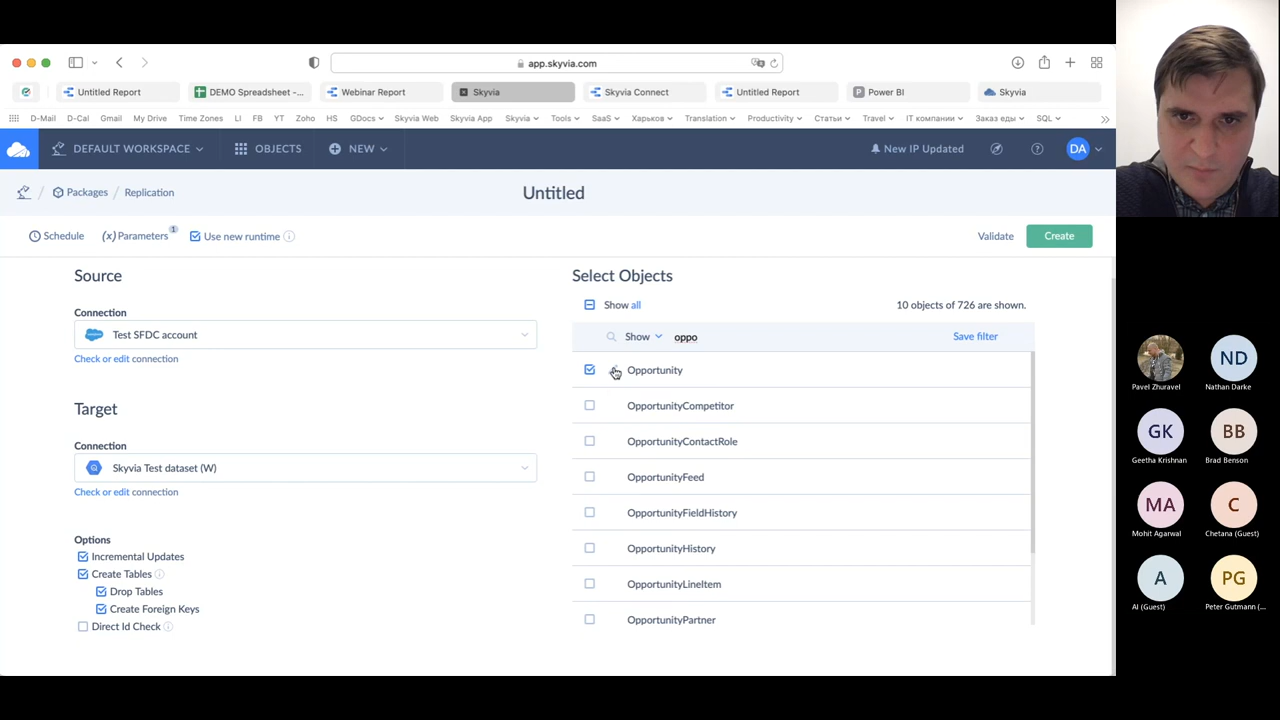 app.skyvia.com
Untitled Report
DEMO Spreadsheet -...
Webinar Report
Skyvia
Skyvia Connect
Untitled Report
Power BI
Skyvia
D-Mail
D-Cal
Gmail
My Drive
Time Zones
LI
FB
YT
Zoho
HS
GDocs
Skyvia Web
Skyvia App
Skyvia
Tools
SaaS
Харьков
Translation
Productivity
Статьи
Travel
IT компании
Заказ еды
SQL
DEFAULT WORKSPACE
OBJECTS
NEW
New IP Updated
DA
/ Packages / Replication
Untitled
Schedule
(x) Parameters 1
Use new runtime
Validate
Create
Source
Connection
Test SFDC account
Check or edit connection
Target
Connection
Skyvia Test dataset (W)
Check or edit connection
Options
Incremental Updates
Create Tables
Drop Tables
Create Foreign Keys
Direct Id Check
Select Objects
Show all
10 objects of 726 are shown.
Show
oppo
Save filter
Opportunity
OpportunityCompetitor
OpportunityContactRole
OpportunityFeed
OpportunityFieldHistory
OpportunityHistory
OpportunityLineItem
OpportunityPartner
Pavel Zhuravel
ND
Nathan Darke
GK
Geetha Krishnan
BB
Brad Benson
MA
Mohit Agarwal
C
Chetana (Guest)
A
Al (Guest)
PG
Peter Gutmann (...